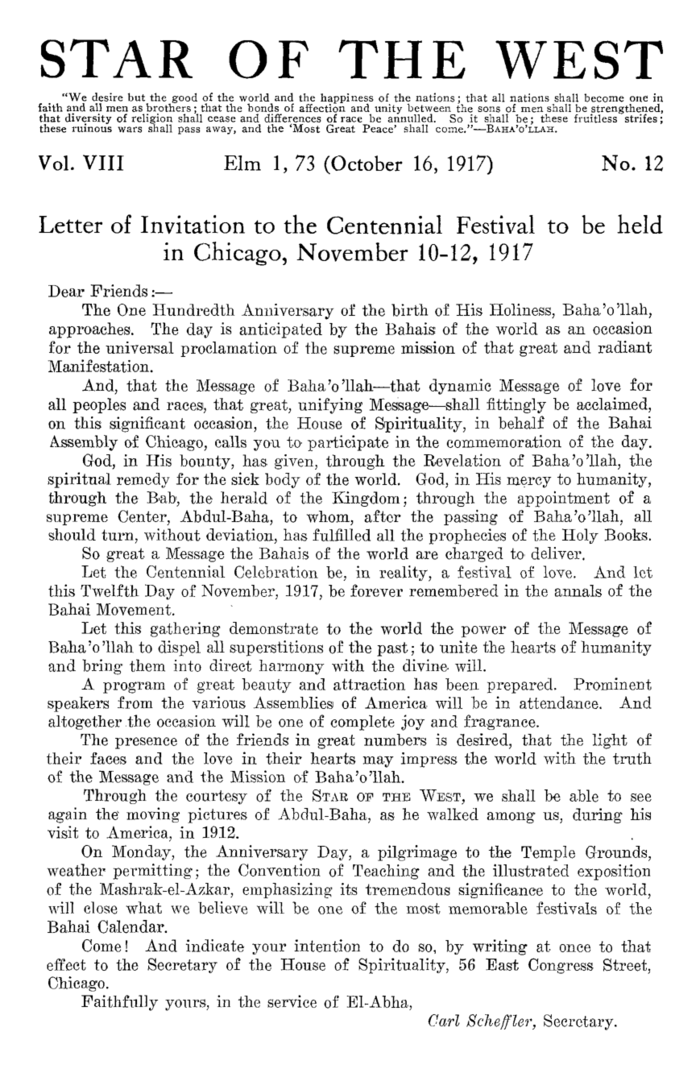 STAR OF THE WEST
"We desire but the good of the world and the happiness of the nations; that all nations shall become one in
faith and all men as brothers; that the bonds of affection and unity between the sons of men shall be strengthened,
that diversity of religion shall cease and differences of race be annulled. So it shall be; these fruitless strifes;
these ruinous wars shall pass away, and the 'Most Great Peace' shall come."—BAHA'O'LLAH.
Vol. VIII Elm 1, 73 (October 16, 1917) No. 12
Letter of Invitation to the Centennial Festival to be held
in Chicago, November 10-12, 1917
Dear Friends:—
The One Hundredth Anniversary of the birth of His Holiness, Baha'o'llah,
approaches. The day is anticipated by the Bahais of the world as an occasion
for the universal proclamation of the supreme mission of that great and radiant
Manifestation.
And, that the Message of Baha'o'llah—that dynamic Message of love for
all peoples and races, that great, unifying Message—shall fittingly be acclaimed,
on this significant occasion, the House of Spirituality, in behalf of the Bahai
Assembly of Chicago, calls you to participate in the commemoration of the day.
God, in His bounty, has given, through the Revelation of Baha'o'llah, the
spiritual remedy for the sick body of the world. God, in His mercy to humanity,
through the Bab, the herald of the Kingdom; through the appointment of a
supreme Center, Abdul-Baha, to whom, after the passing of Baha'o'llah, all
should turn, without deviation, has fulfilled all the prophecies of the Holy Books.
So great a Message the Bahais of the world are charged to deliver.
Let the Centennial Celebration be, in reality, a festival of love. And let
this Twelfth Day of November, 1917, be forever remembered in the annals of the
Bahai Movement.
Let this gathering demonstrate to the world the power of the Message of
Baha'o'llah to dispel all superstitions of the past; to unite the hearts of humanity
and bring them into direct harmony with the divine will.
A program of great beauty and attraction has been prepared. Prominent
speakers from the various Assemblies of America will be in attendance. And
altogether the occasion will be one of complete joy and fragrance.
The presence of the friends in great numbers is desired, that the light of
their faces and the love in their hearts may impress the world with the truth
of the Message and the Mission of Baha'o'llah.
Through the courtesy of the STAR OF THE WEST, we shall be able to see
again the moving pictures of Abdul-Baha, as he walked among us, during his
visit to America, in 1912.
On Monday, the Anniversary Day, a pilgrimage to the Temple Grounds,
weather permitting; the Convention of Teaching and the illustrated exposition
of the Mashrak-el-Azkar, emphasizing its tremendous significance to the world,
will close what we believe will be one of the most memorable festivals of the
Bahai Calendar.
Come! And indicate your intention to do so, by writing at once to that
effect to the Secretary of the House of Spirituality, 56 East Congress Street,
Chicago.
Faithfully yours, in the service of El-Abha,
Carl Scheffler, Secretary.